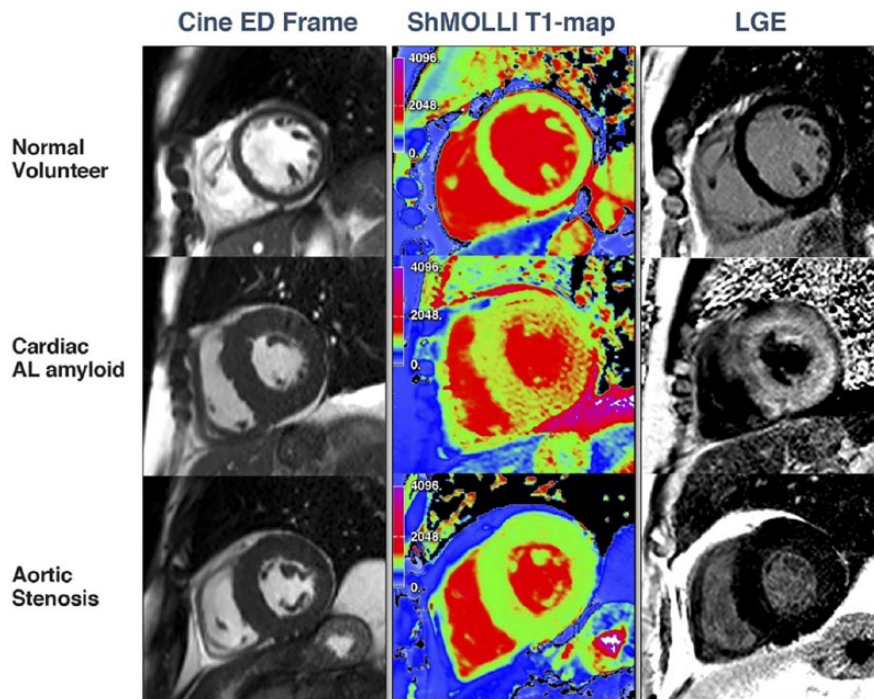 Cine ED Frame
ShMOLLI T1-map
LGE
Normal
Volunteer
4096.
2048.
0.
Cardiac
AL amyloid
4096.
2048.
0.
Aortic
Stenosis
4096.
2048.
0.